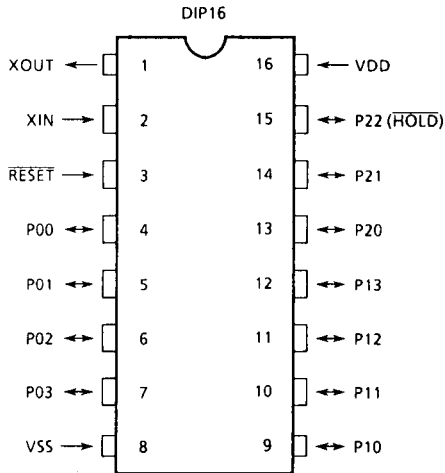 DIP16
XOUT 1 16 VDD
XIN 2 15 P22 (HOLD)
RESET 3 14 P21
P00 4 13 P20
P01 5 12 P13
P02 6 11 P12
P03 7 10 P11
VSS 8 9 P10